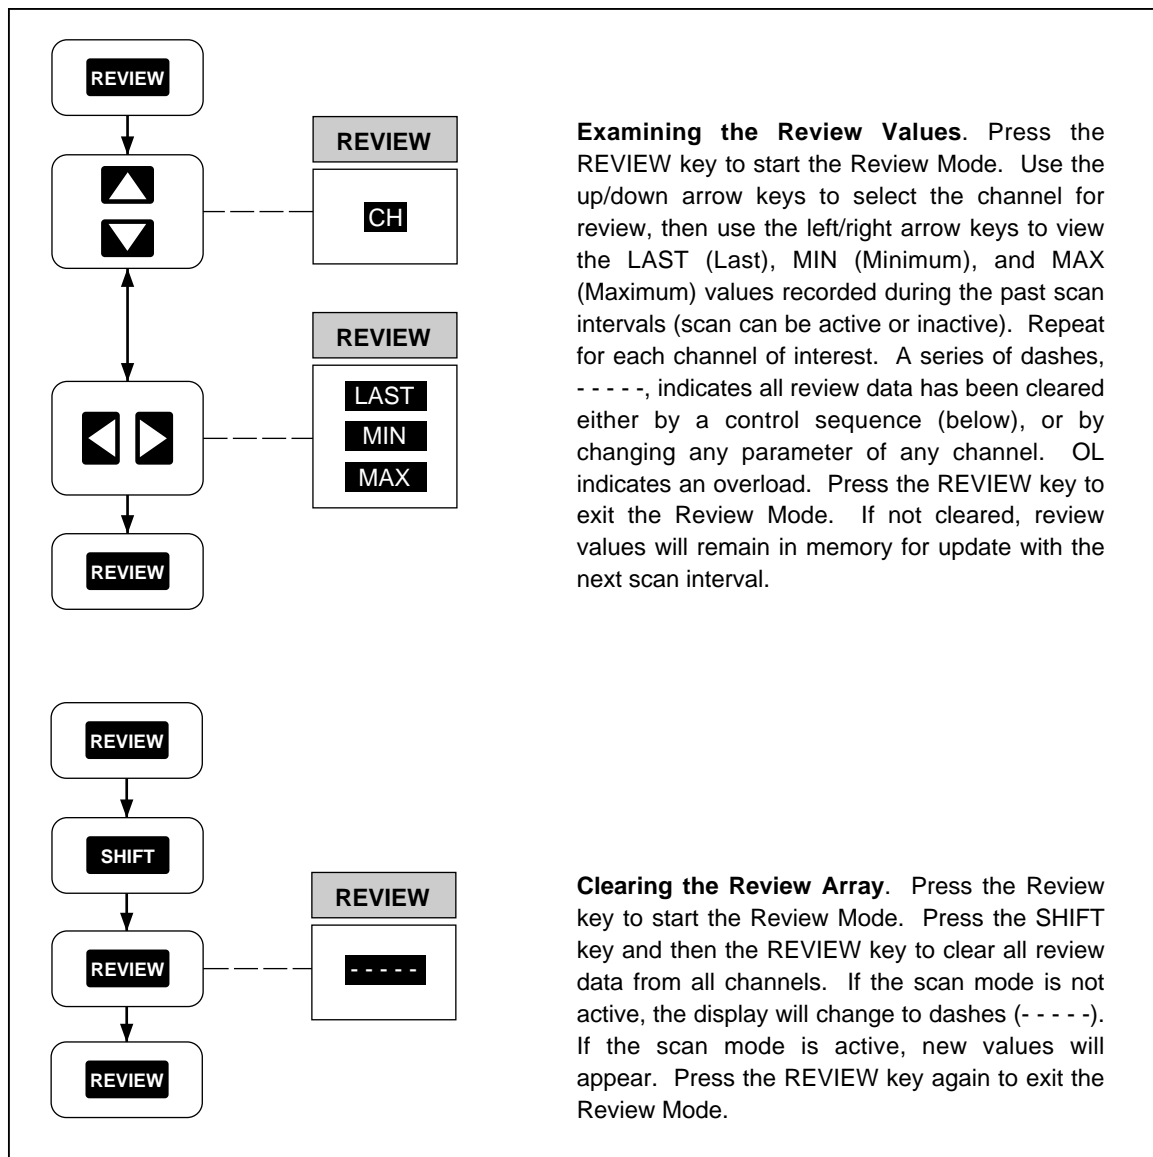 REVIEW
REVIEW
CH
REVIEW
LAST
MIN
MAX
REVIEW
Examining the Review Values. Press the
REVIEW key to start the Review Mode. Use the
up/down arrow keys to select the channel for
review, then use the left/right arrow keys to view
the LAST (Last), MIN (Minimum), and MAX
(Maximum) values recorded during the past scan
intervals (scan can be active or inactive). Repeat
for each channel of interest. A series of dashes,
- - - - -, indicates all review data has been cleared
either by a control sequence (below), or by
changing any parameter of any channel. OL
indicates an overload. Press the REVIEW key to
exit the Review Mode. If not cleared, review
values will remain in memory for update with the
next scan interval.
REVIEW
SHIFT
REVIEW
REVIEW
- - - - -
REVIEW
Clearing the Review Array. Press the Review
key to start the Review Mode. Press the SHIFT
key and then the REVIEW key to clear all review
data from all channels. If the scan mode is not
active, the display will change to dashes (- - - - -).
If the scan mode is active, new values will
appear. Press the REVIEW key again to exit the
Review Mode.